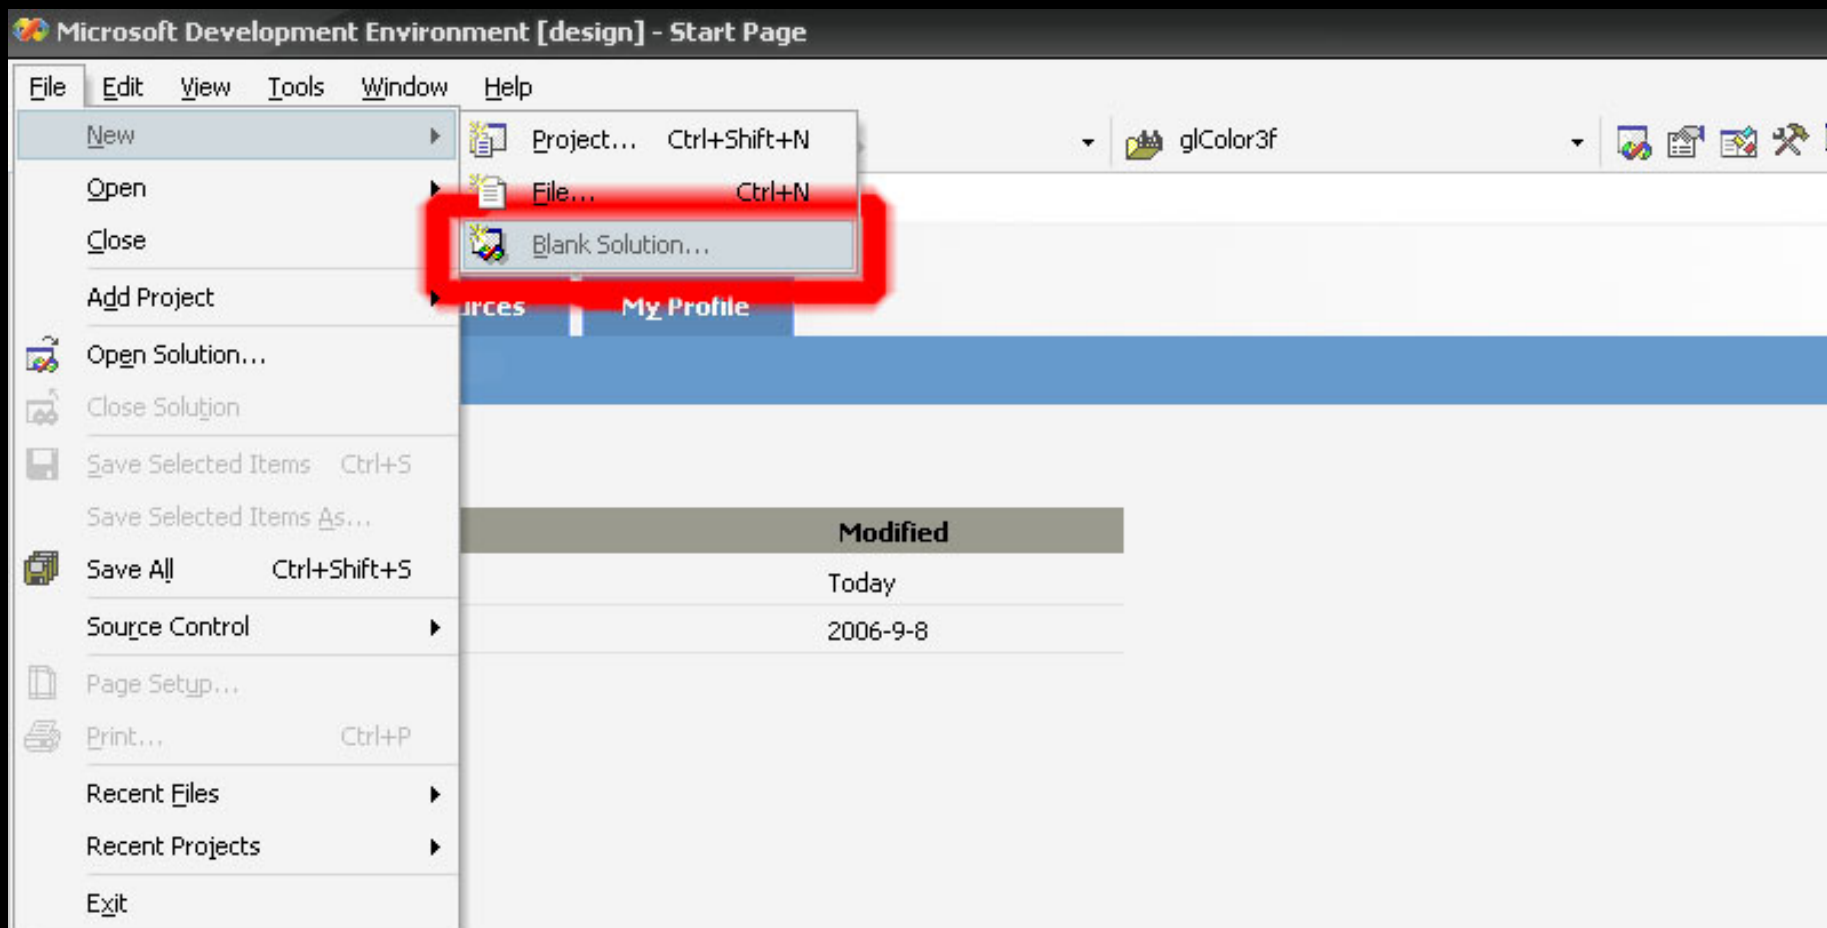 Microsoft Development Environment [design] - Start Page
File Edit View Tools Window Help
New
Project... Ctrl+Shift+N
glColor3f
Open
File... Ctrl+N
Close
Blank Solution...
Add Project
My Profile
Open Solution...
Close Solution
Save Selected Items Ctrl+S
Save Selected Items As...
Modified
Save All Ctrl+Shift+S
Today
Source Control
2006-9-8
Page Setup...
Print... Ctrl+P
Recent Files
Recent Projects
Exit